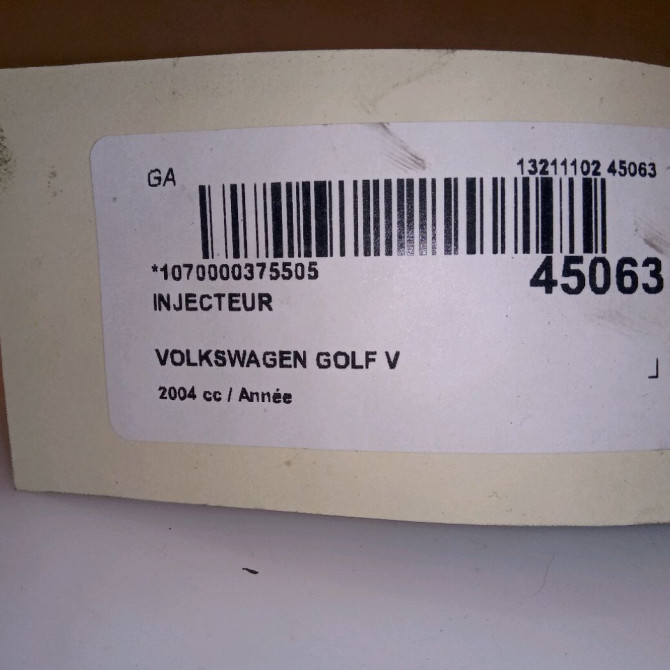 GA
13211102 45063
*1070000375505
45063
INJECTEUR
VOLKSWAGEN GOLF V
2004 cc / Année